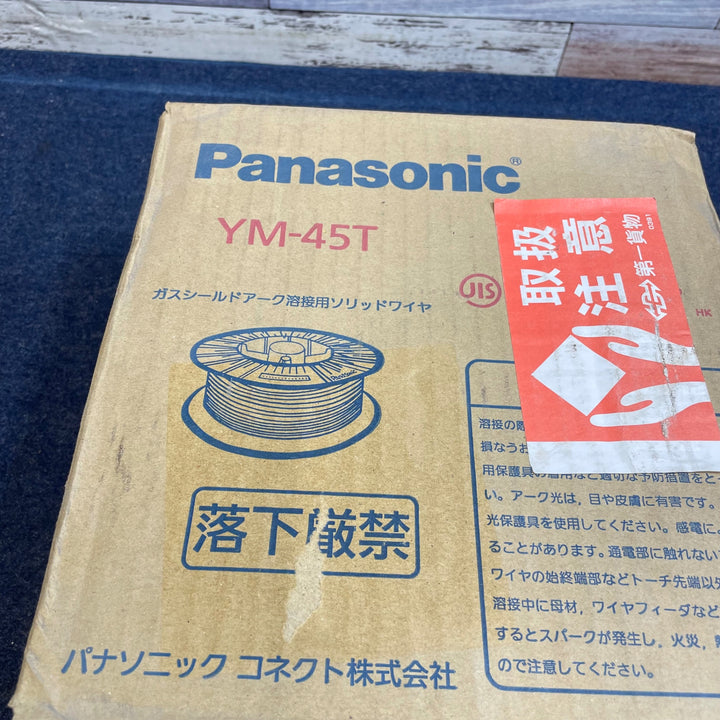 Panasonic®
YM-45T
ガスシールドアーク溶接用ソリッドワイヤ
JIS
取扱
注意
第一貨物
0391
Panasonic
落下厳禁
溶接の
損なうお
用保護具の着用など適切な予防措置をと
い。アーク光は，目や皮膚に有害です。
光保護具を使用してください。感電に
ることがあります。通電部に触れない
ワイヤの始終端部などトーチ先端以外
溶接中に母材，ワイヤフィーダなど
するとスパークが発生し，火災，
ので注意してください。
パナソニック コネクト株式会社